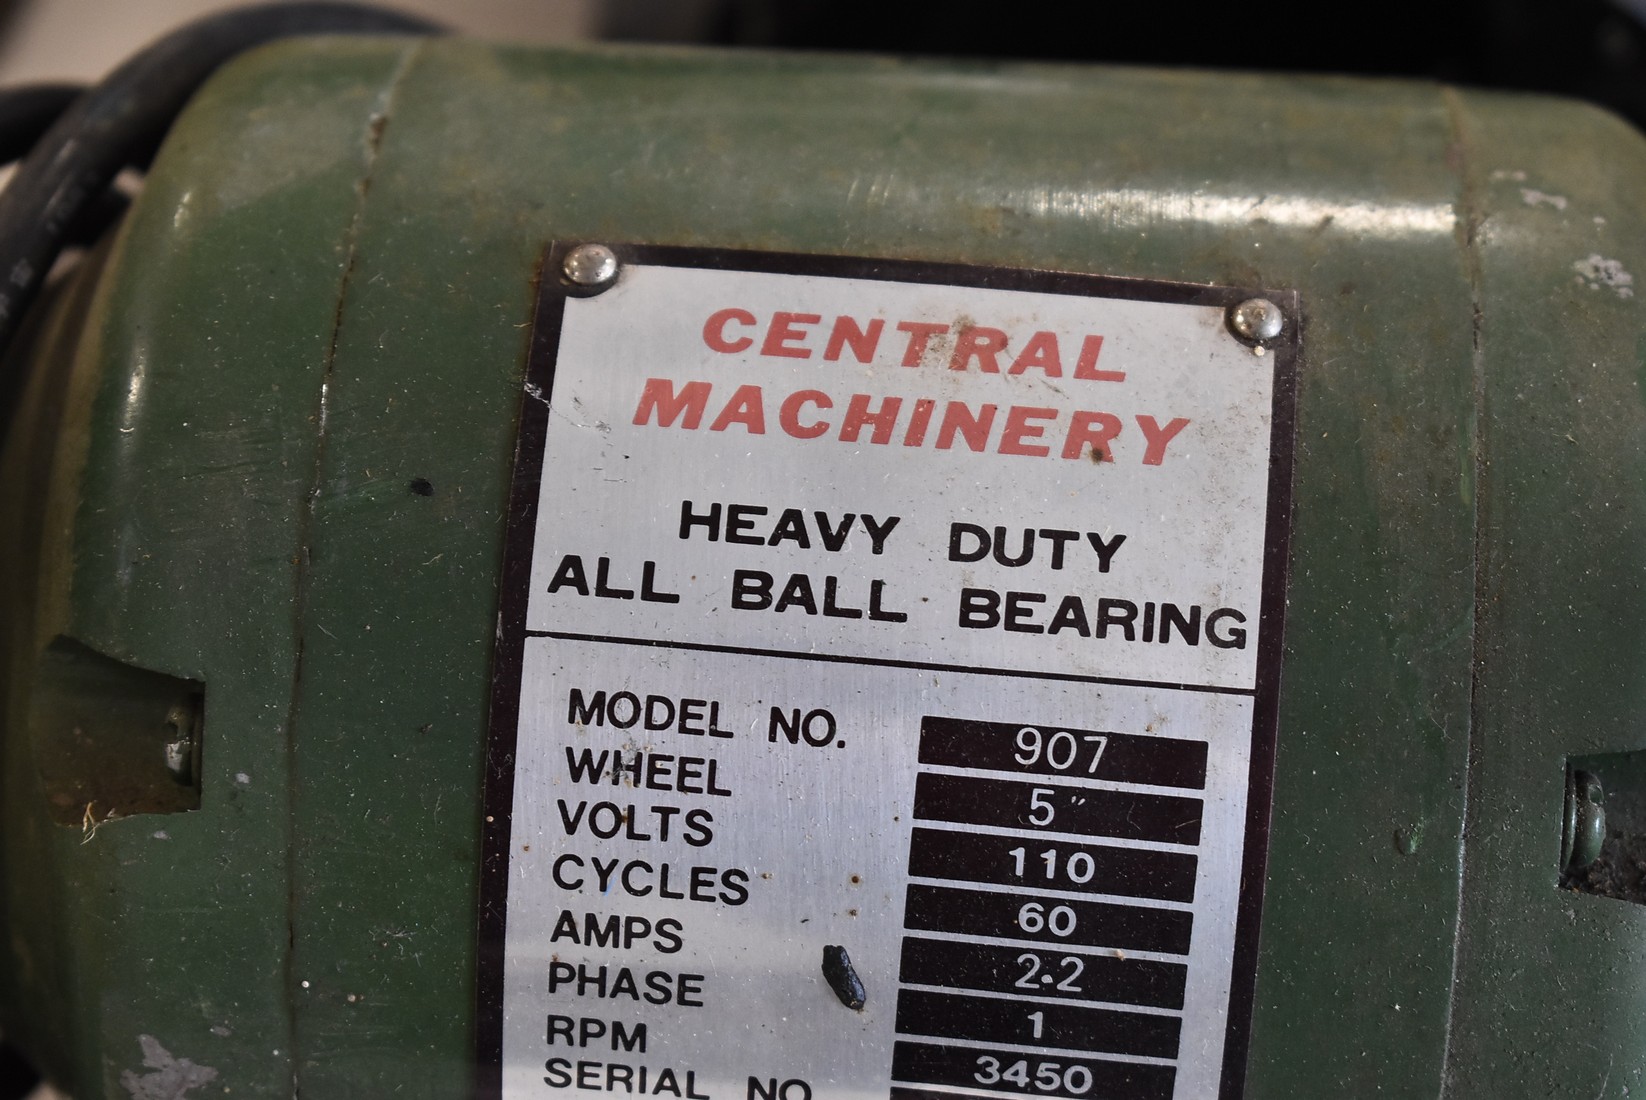 CENTRAL
MACHINERY
HEAVY DUTY
ALL BALL BEARING
MODEL NO. 907
WHEEL 5"
VOLTS 110
CYCLES 60
AMPS 2.2
PHASE 1
RPM 3450
SERIAL NO